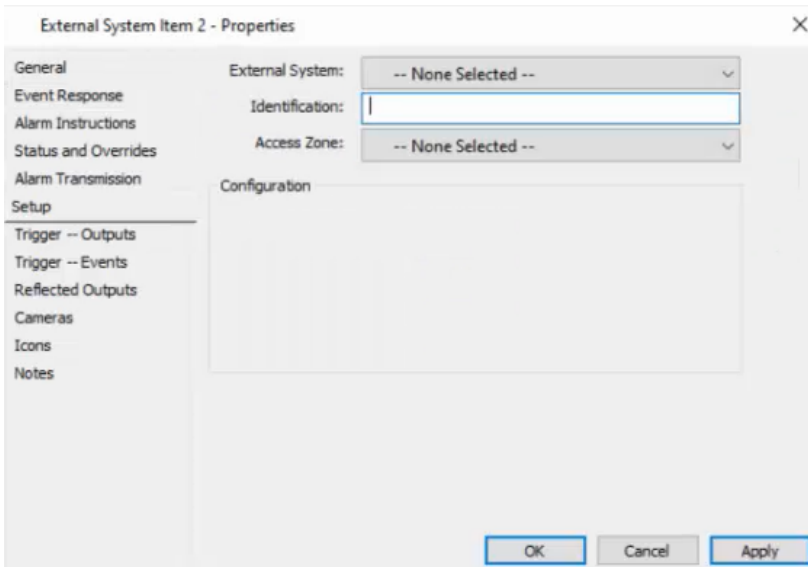 External System Item 2 - Properties
General
Event Response
Alarm Instructions
Status and Overrides
Alarm Transmission
Setup
Trigger -- Outputs
Trigger -- Events
Reflected Outputs
Cameras
Icons
Notes
External System: -- None Selected --
Identification:
Access Zone: -- None Selected --
Configuration
OK Cancel Apply